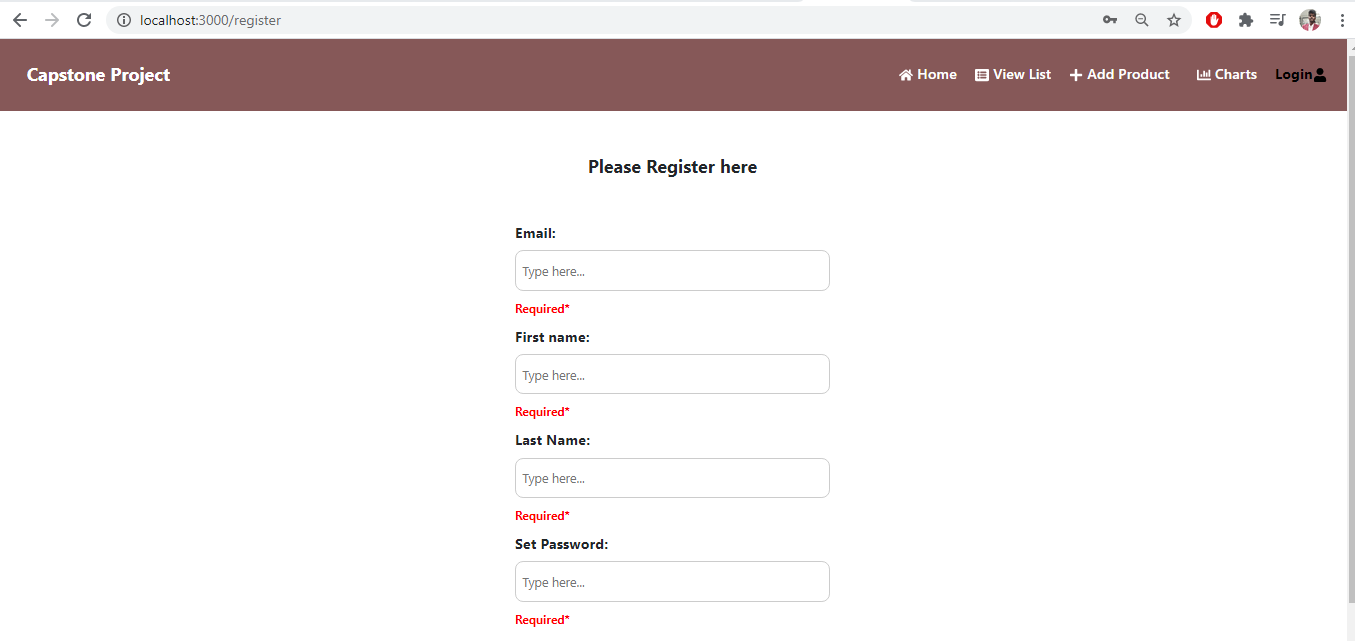 localhost:3000/register
Capstone Project
Home View List Add Product Charts Login
Please Register here
Email:
Type here...
Required*
First name:
Type here...
Required*
Last Name:
Type here...
Required*
Set Password:
Type here...
Required*